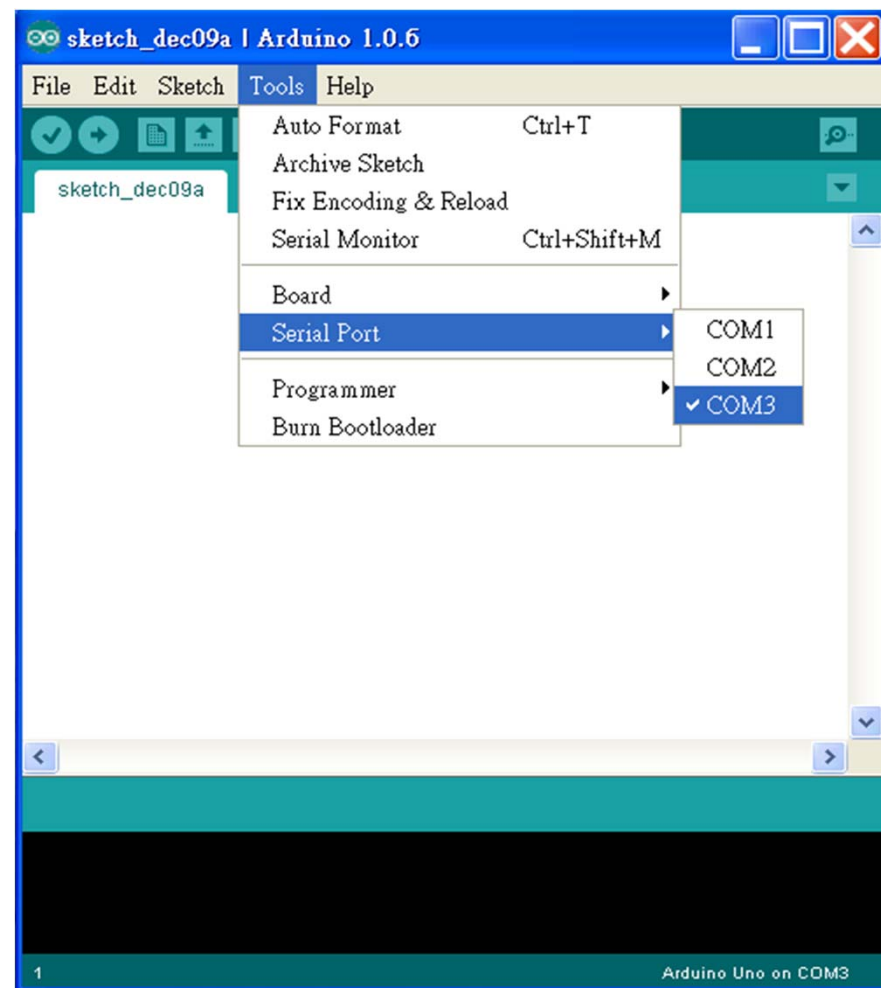 sketch_dec09a | Arduino 1.0.6
File Edit Sketch Tools Help
sketch_dec09a
Auto Format Ctrl+T
Archive Sketch
Fix Encoding & Reload
Serial Monitor Ctrl+Shift+M
Board
Serial Port
Programmer
Burn Bootloader
COM1
COM2
COM3
1 Arduino Uno on COM3